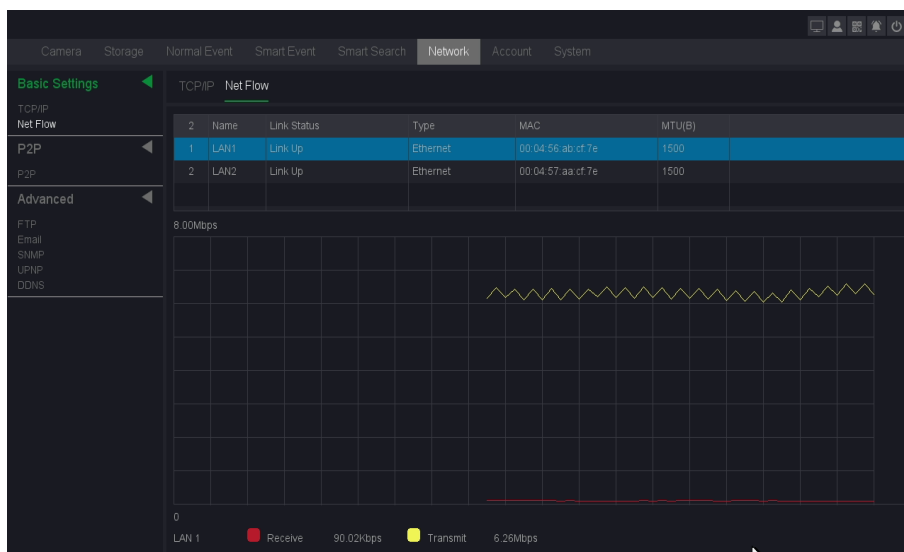 Camera Storage Normal Event Smart Event Smart Search Network Account System
Basic Settings
TCP/IP
Net Flow
P2P
P2P
Advanced
FTP
Email
SNMP
UPNP
DDNS
TCP/IP Net Flow
2 Name Link Status Type MAC MTU(B)
1 LAN1 Link Up Ethernet 00:04:56:ab:cf:7e 1500
2 LAN2 Link Up Ethernet 00:04:57:aa:cf:7e 1500
8.00Mbps
0
LAN 1 Receive 90.02Kbps Transmit 6.26Mbps